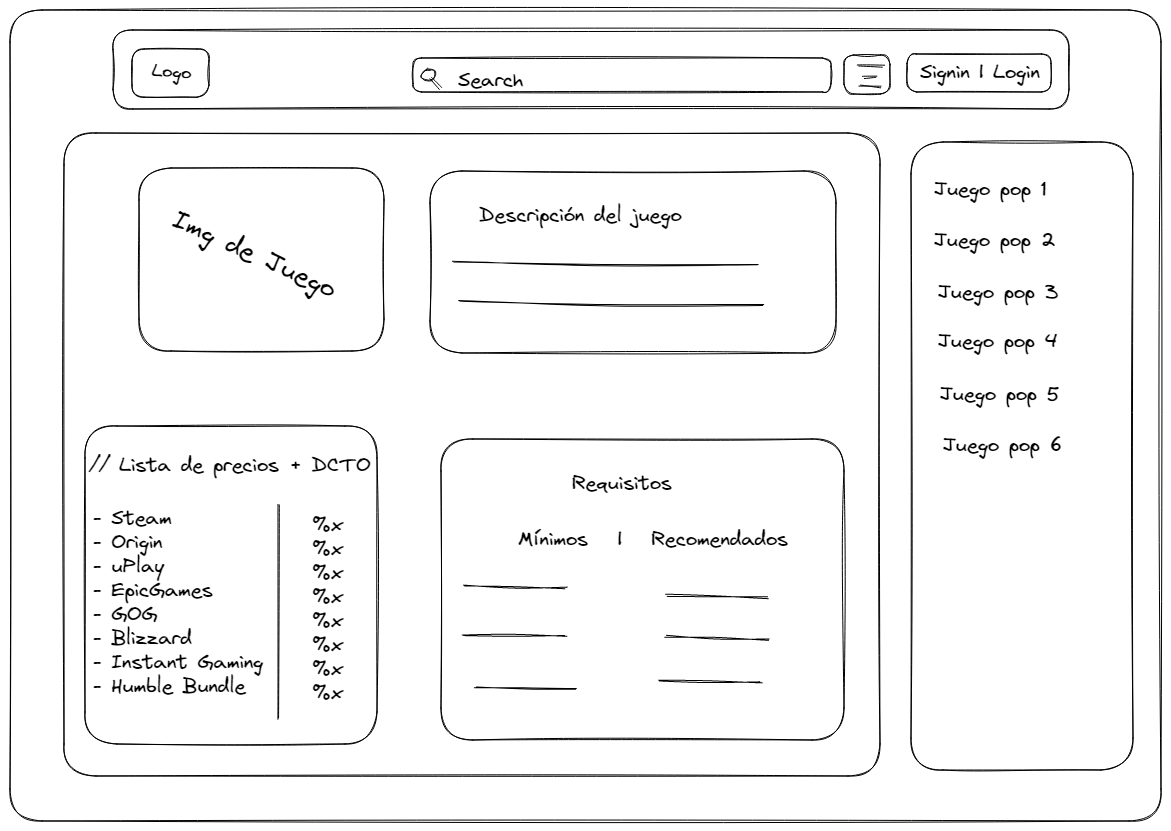 Logo
Search
Signin | Login
Img de Juego
Descripción del juego
// Lista de precios + DCTO
- Steam %x
- Origin %x
- uPlay %x
- EpicGames %x
- GOG %x
- Blizzard %x
- Instant Gaming %x
- Humble Bundle %x
Requisitos
Mínimos | Recomendados
Juego pop 1
Juego pop 2
Juego pop 3
Juego pop 4
Juego pop 5
Juego pop 6